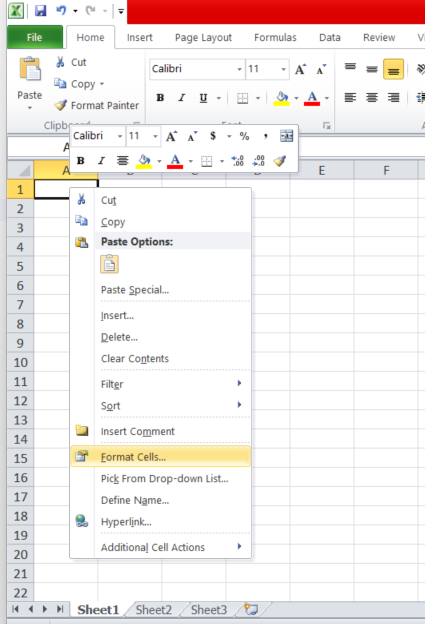 File Home Insert Page Layout Formulas Data Review
Cut
Copy
Format Painter
Paste
Clipboard
Calibri 11
B I U
Font
Calibri 11 A A $ % ,
B I A
A B C D E F
1
2
3
4
5
6
7
8
9
10
11
12
13
14
15
16
17
18
19
20
21
22
Cut
Copy
Paste Options:
Paste Special...
Insert...
Delete...
Clear Contents
Filter
Sort
Insert Comment
Format Cells...
Pick From Drop-down List...
Define Name...
Hyperlink...
Additional Cell Actions
Sheet1 Sheet2 Sheet3